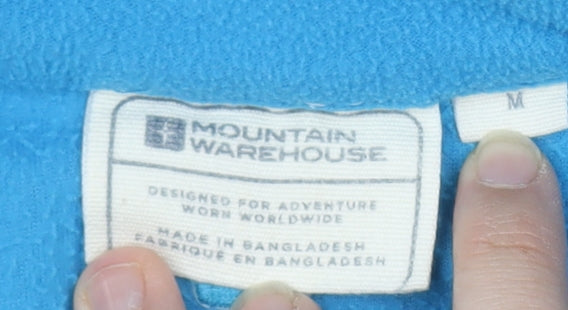 MOUNTAIN
WAREHOUSE
DESIGNED FOR ADVENTURE
WORN WORLDWIDE
MADE IN BANGLADESH
FABRIQUE EN BANGLADESH
M